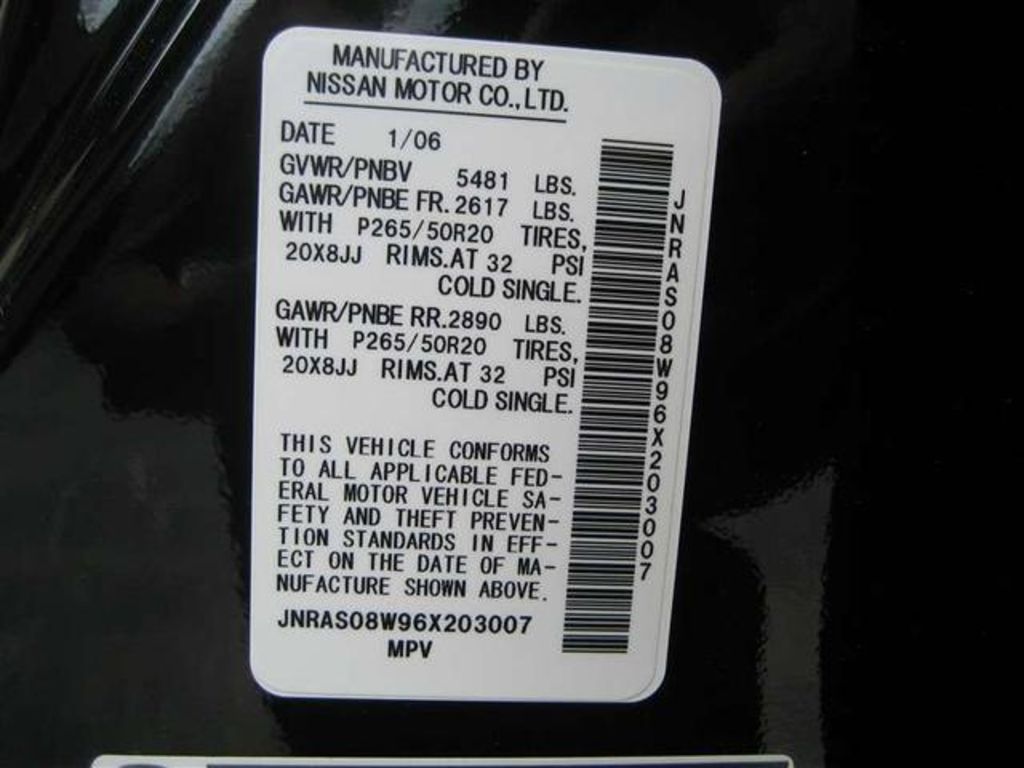 MANUFACTURED BY
NISSAN MOTOR CO., LTD.
DATE 1/06
GVWR/PNBV 5481 LBS.
GAWR/PNBE FR. 2617 LBS.
WITH P265/50R20 TIRES,
20X8JJ RIMS.AT 32 PSI
COLD SINGLE.
GAWR/PNBE RR. 2890 LBS.
WITH P265/50R20 TIRES,
20X8JJ RIMS.AT 32 PSI
COLD SINGLE.
THIS VEHICLE CONFORMS
TO ALL APPLICABLE FED-
ERAL MOTOR VEHICLE SA-
FETY AND THEFT PREVEN-
TION STANDARDS IN EFF-
ECT ON THE DATE OF MA-
NUFACTURE SHOWN ABOVE.
JNRAS08W96X203007
MPV
JNRAS08W96X203007